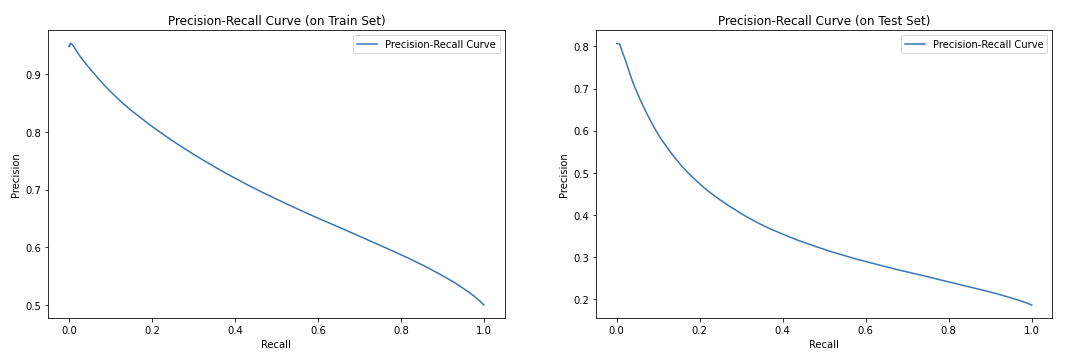 Precision-Recall Curve (on Train Set)
Precision-Recall Curve
0.9
0.8
0.7
0.6
0.5
Precision
0.0 0.2 0.4 0.6 0.8 1.0
Recall
Precision-Recall Curve (on Test Set)
Precision-Recall Curve
0.8
0.7
0.6
0.5
0.4
0.3
0.2
Precision
0.0 0.2 0.4 0.6 0.8 1.0
Recall